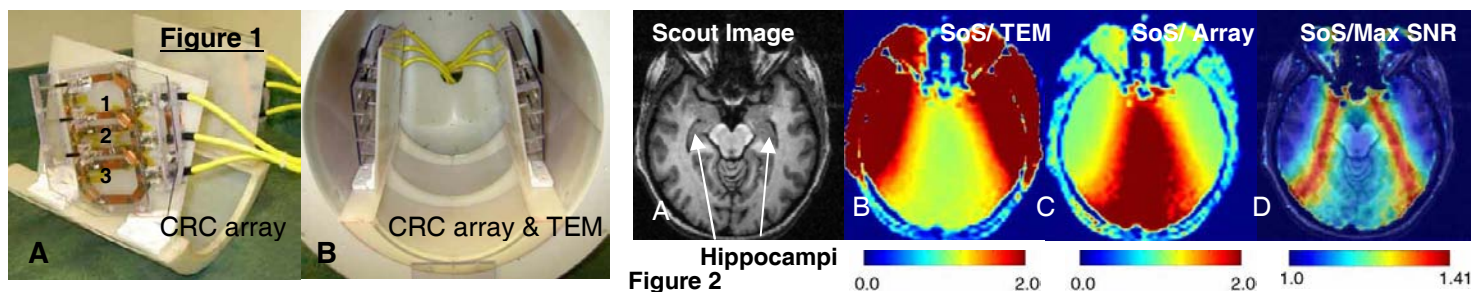 Figure 1
1
2
3
CRC array
A
CRC array & TEM
B
Scout Image
SoS/ TEM
SoS/ Array
SoS/Max SNR
A
B
C
D
Hippocampi
Figure 2
0.0 2.0
0.0 2.0
1.0 1.41